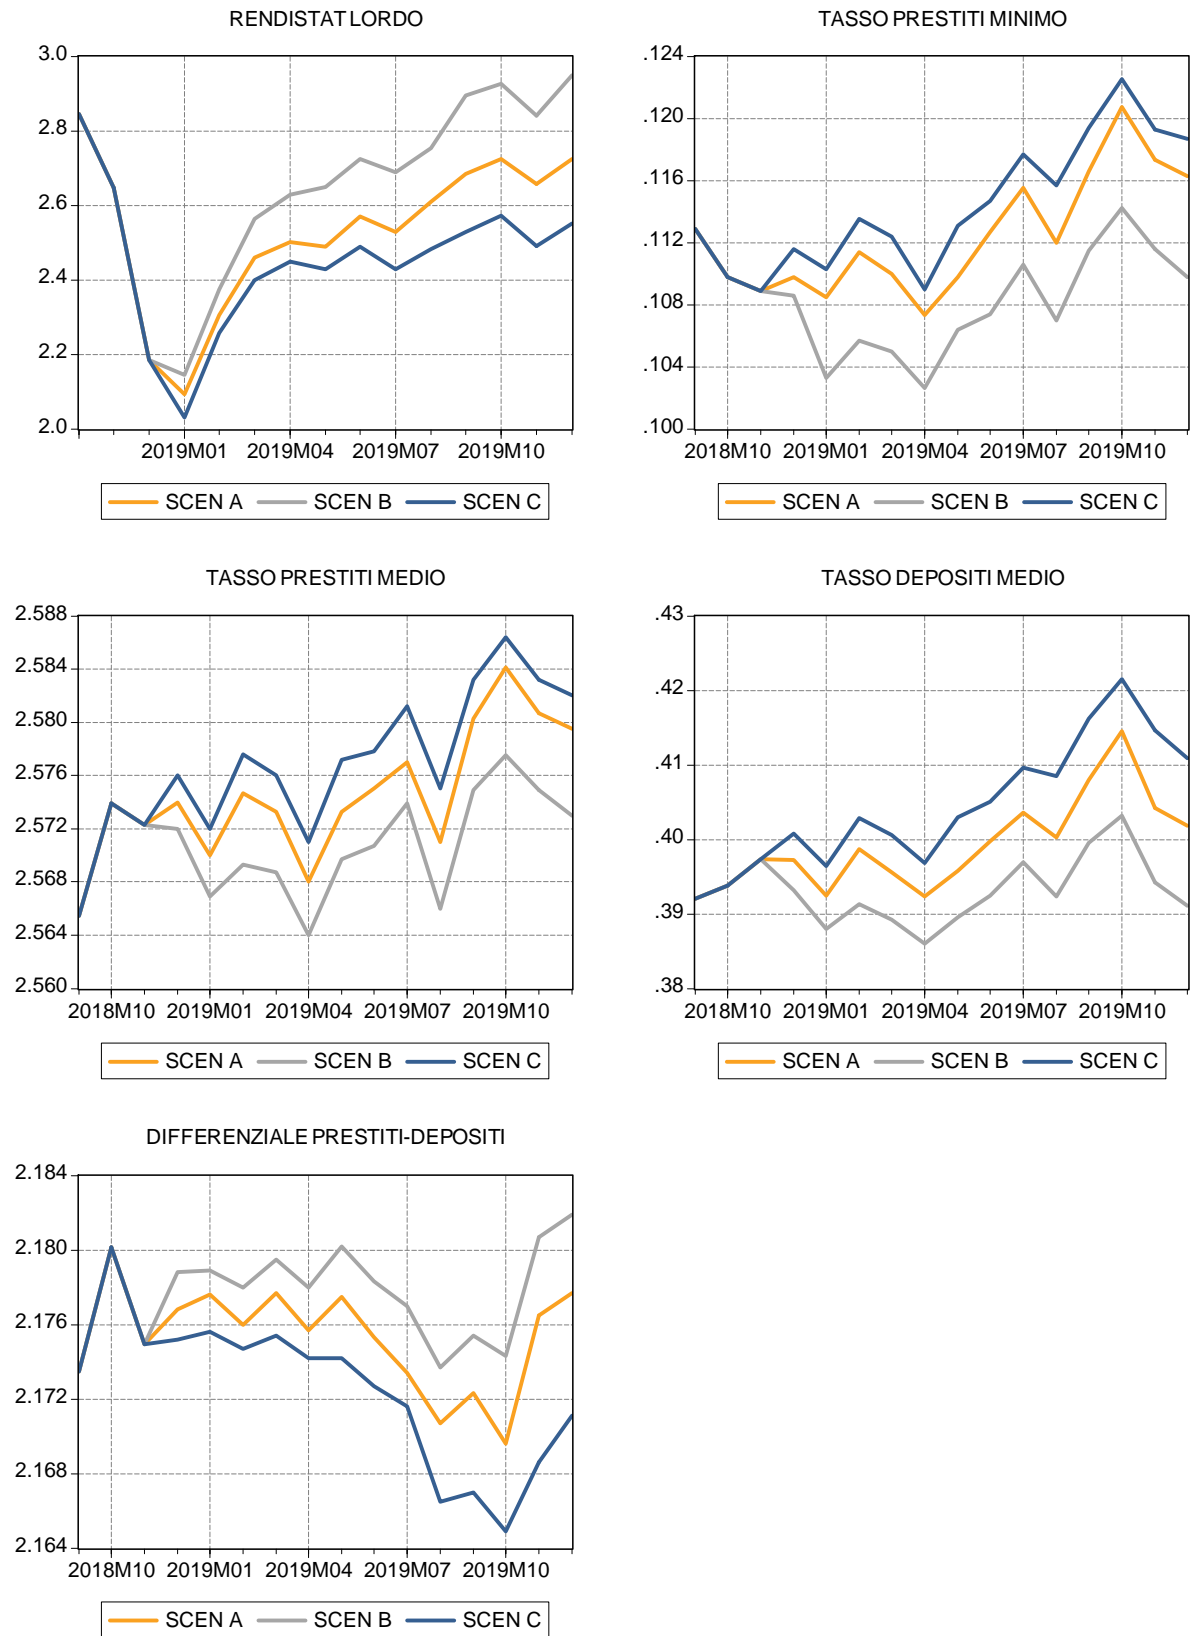 RENDISTAT LORDO
3.0
2.8
2.6
2.4
2.2
2.0
2019M01 2019M04 2019M07 2019M10
SCEN A SCEN B SCEN C
TASSO PRESTITI MINIMO
.124
.120
.116
.112
.108
.104
.100
2018M10 2019M01 2019M04 2019M07 2019M10
SCEN A SCEN B SCEN C
TASSO PRESTITI MEDIO
2.588
2.584
2.580
2.576
2.572
2.568
2.564
2.560
2018M10 2019M01 2019M04 2019M07 2019M10
SCEN A SCEN B SCEN C
TASSO DEPOSITI MEDIO
.43
.42
.41
.40
.39
.38
2018M10 2019M01 2019M04 2019M07 2019M10
SCEN A SCEN B SCEN C
DIFFERENZIALE PRESTITI-DEPOSITI
2.184
2.180
2.176
2.172
2.168
2.164
2018M10 2019M01 2019M04 2019M07 2019M10
SCEN A SCEN B SCEN C